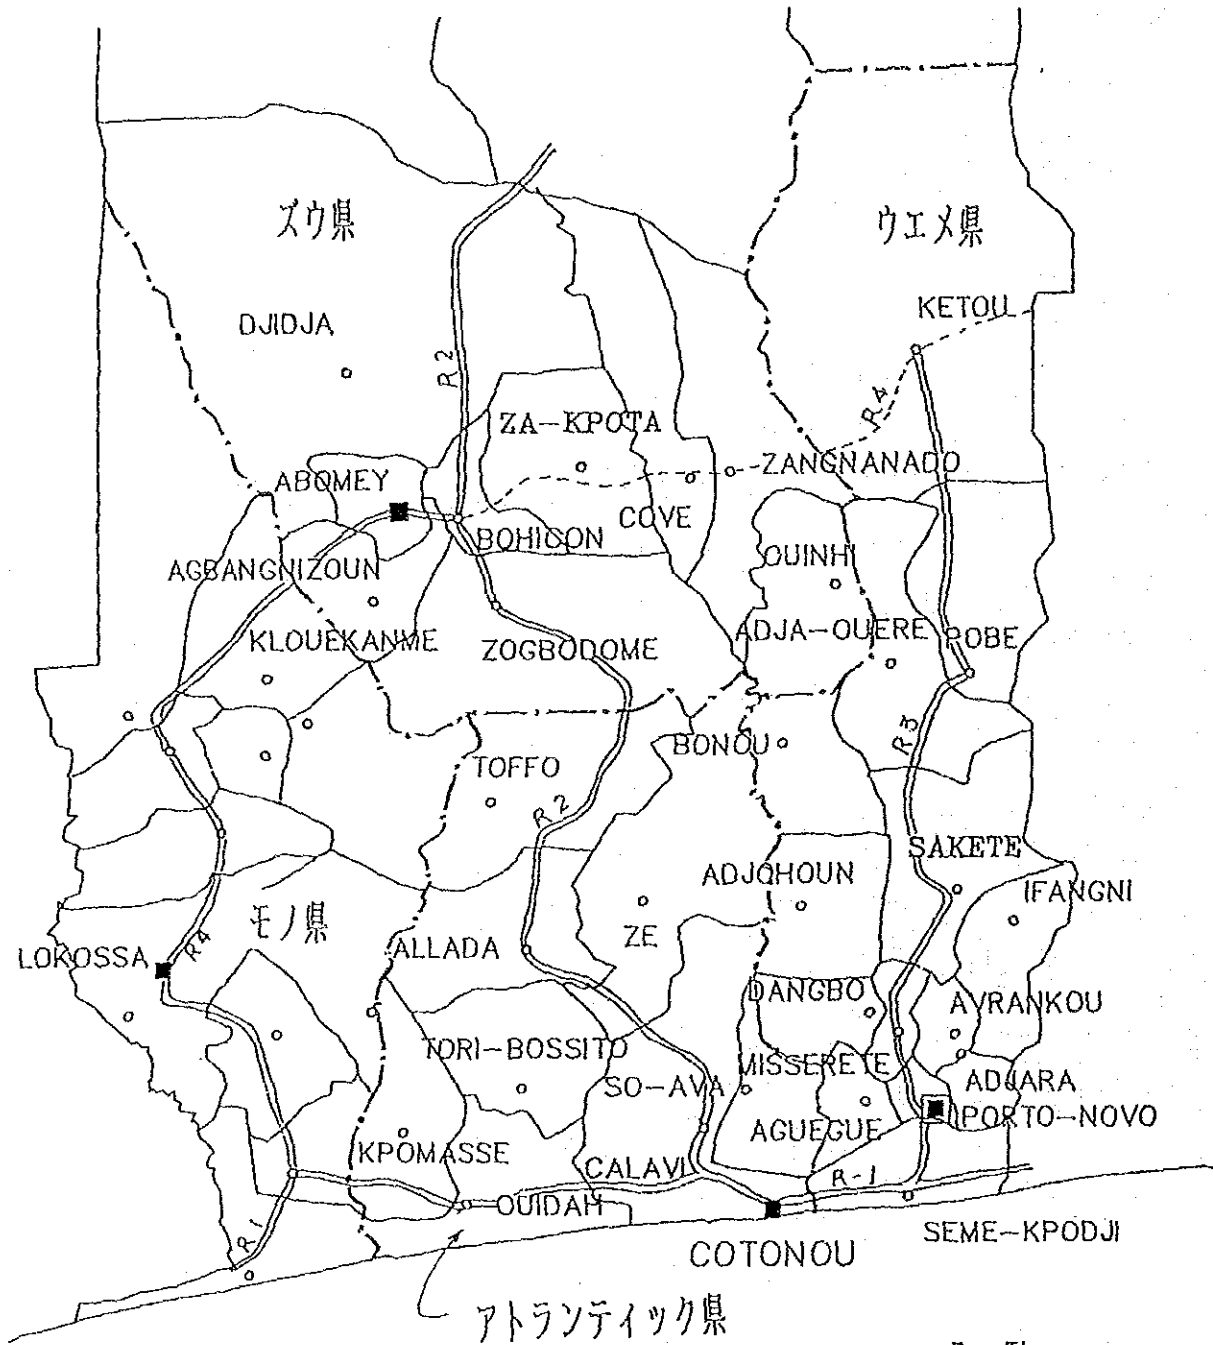 ズウ県
ウエメ県
KETOU
DJIDJA
R2
R4
ZA-KPOTA
ZANGNANADO
ABOMEY
COVE
BOHICON
OUINHI
AGBANGNIZOUN
ADJA-OUERE
POBE
KLOUEKANME
ZOGBODOME
R3
BONOU
TOFFO
R2
SAKETE
ADJOHOUN
IFANGNI
モノ県
ZE
R4
ALLADA
LOKOSSA
DANGBO
AVRANKOU
TORI-BOSSITO
MISSERETE
SO-AVA
ADJARA
PORTO-NOVO
AGUEGUE
KPOMASSE
CALAVI
R-1
OUIDAH
R1
SEME-KPODJI
COTONOU
アトランティック県